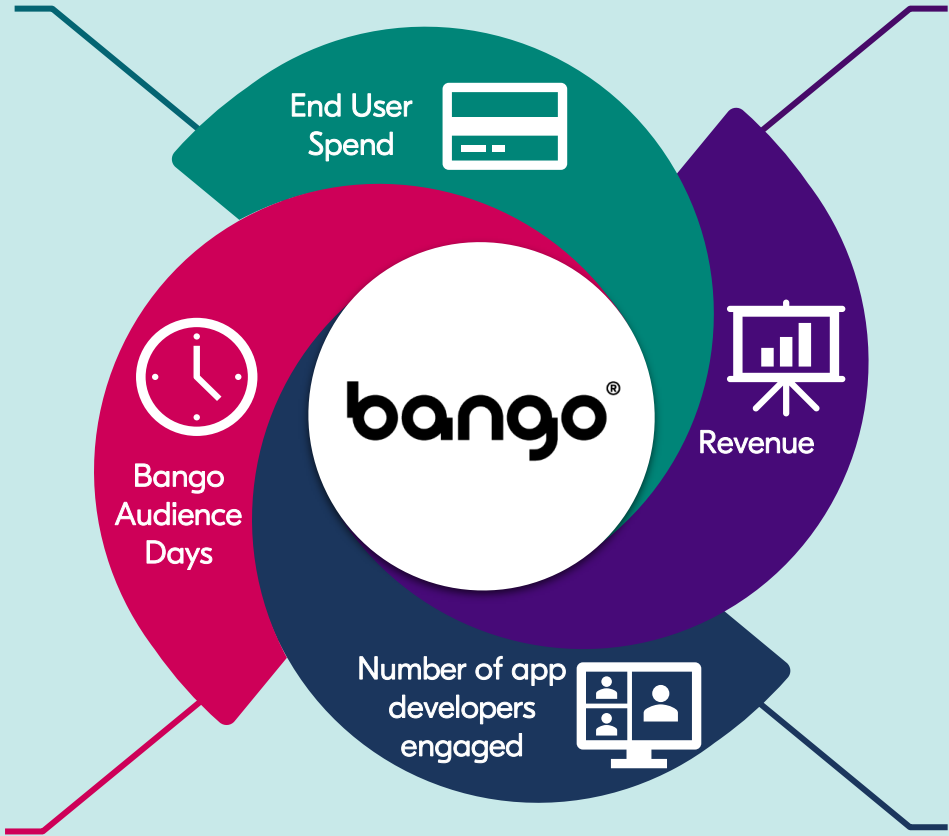 End User
Spend
bango®
Revenue
Bango
Audience
Days
Number of app
developers
engaged